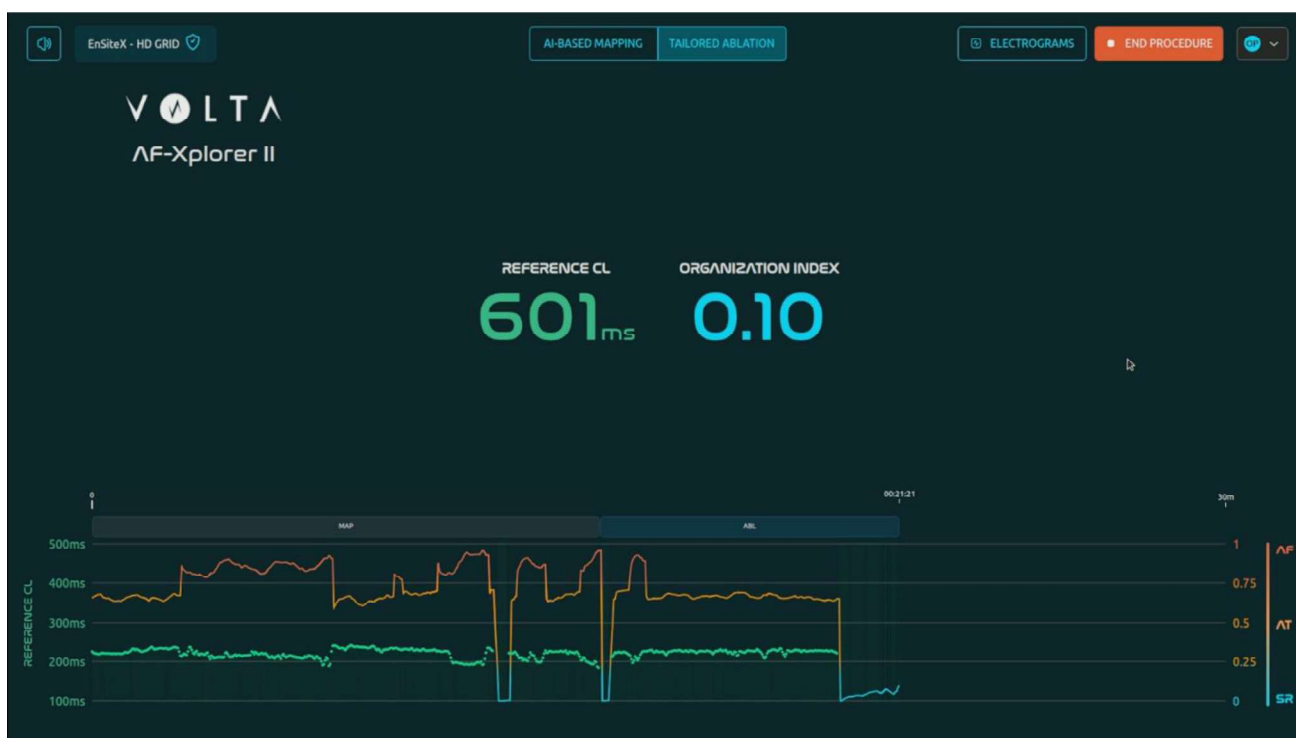 EnSiteX - HD GRID
AI-BASED MAPPING
TAILORED ABLATION
ELECTROGRAMS
END PROCEDURE
OP
VOLTA
AF-Xplorer II
REFERENCE CL
ORGANIZATION INDEX
601ms
0.10
0
00:21:21
30m
MAP
ABL
500ms
400ms
300ms
200ms
100ms
REFERENCE CL
1
0.75
0.5
0.25
0
AF
AT
SR